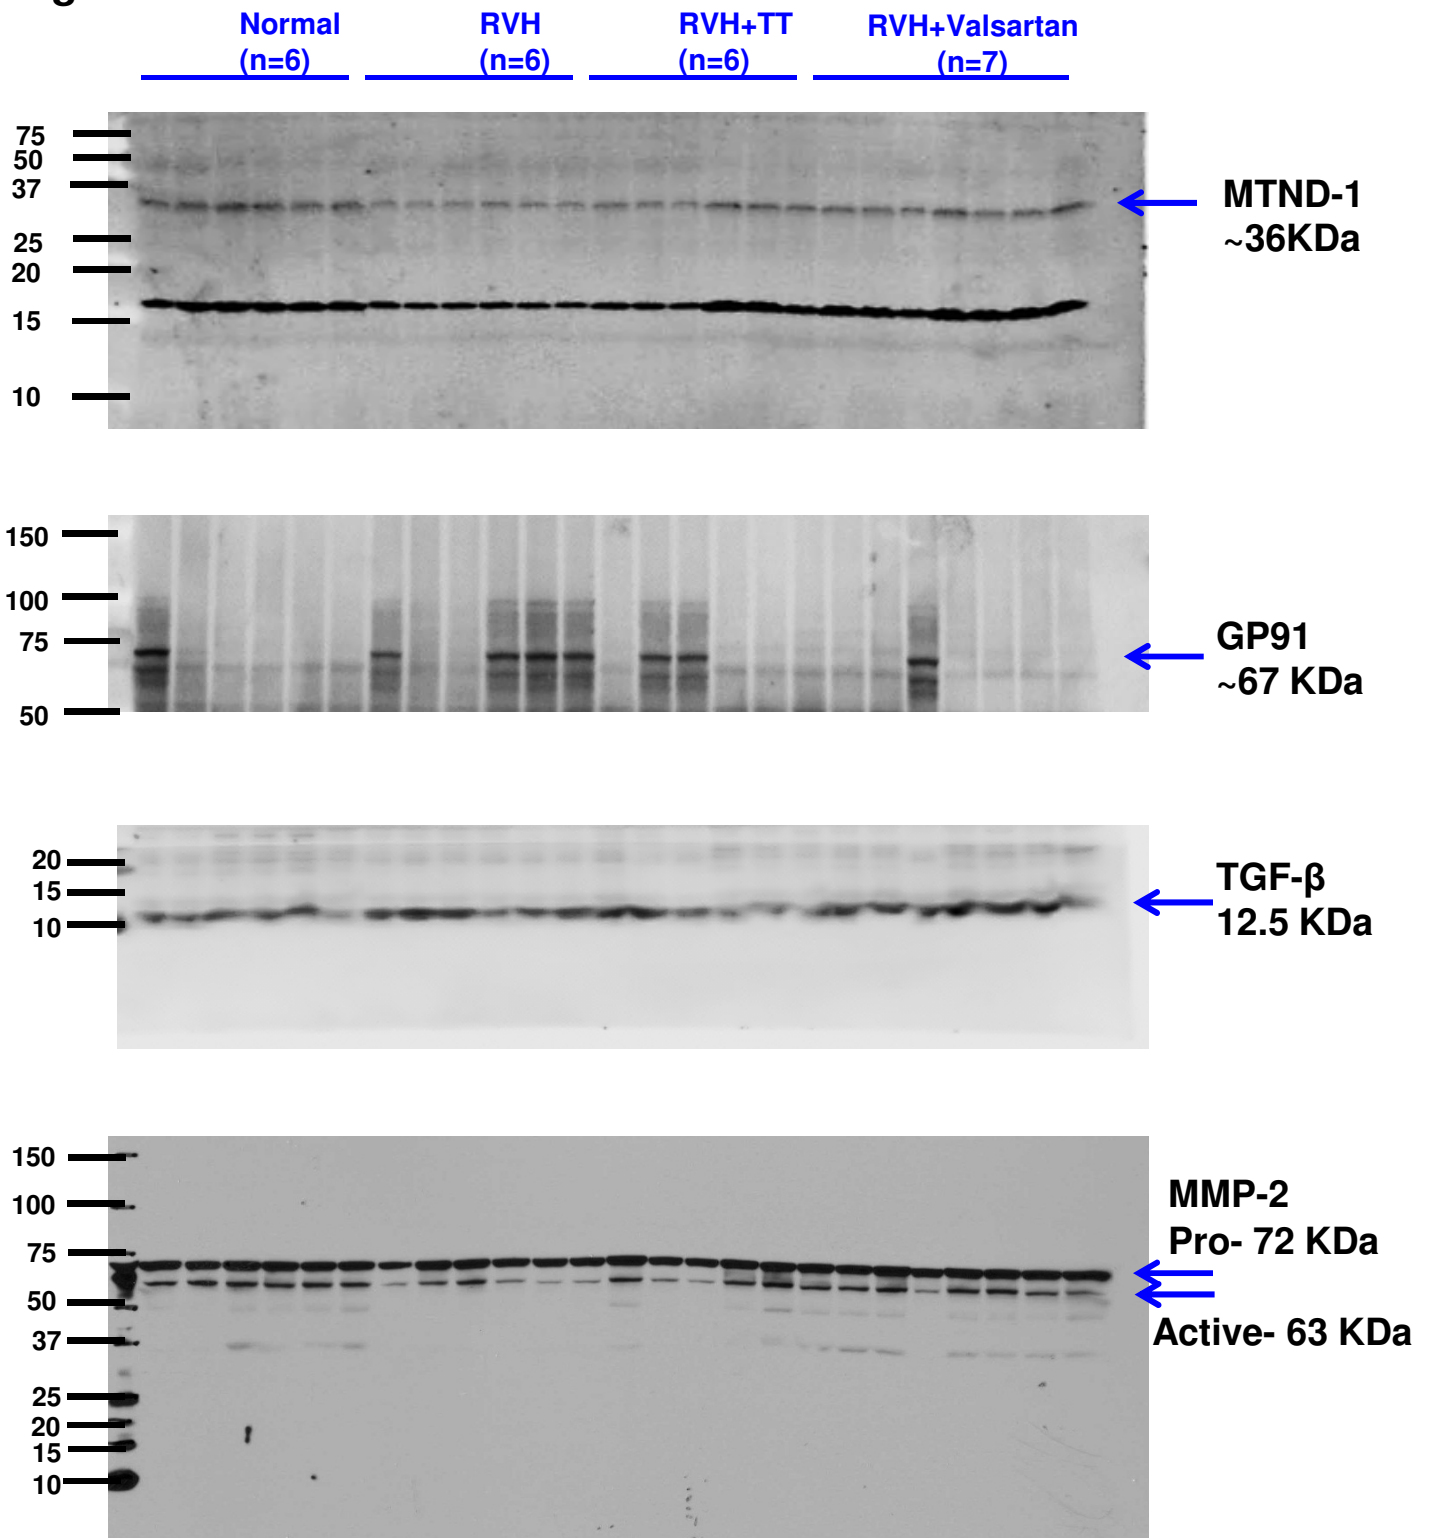 g
Normal RVH RVH+TT RVH+Valsartan
(n=6) (n=6) (n=6) (n=7)
75
50
37
25
20
15
10
MTND-1
~36KDa
150
100
75
50
GP91
~67 KDa
20
15
10
TGF-β
12.5 KDa
150
100
75
50
37
25
20
15
10
MMP-2
Pro- 72 KDa
Active- 63 KDa